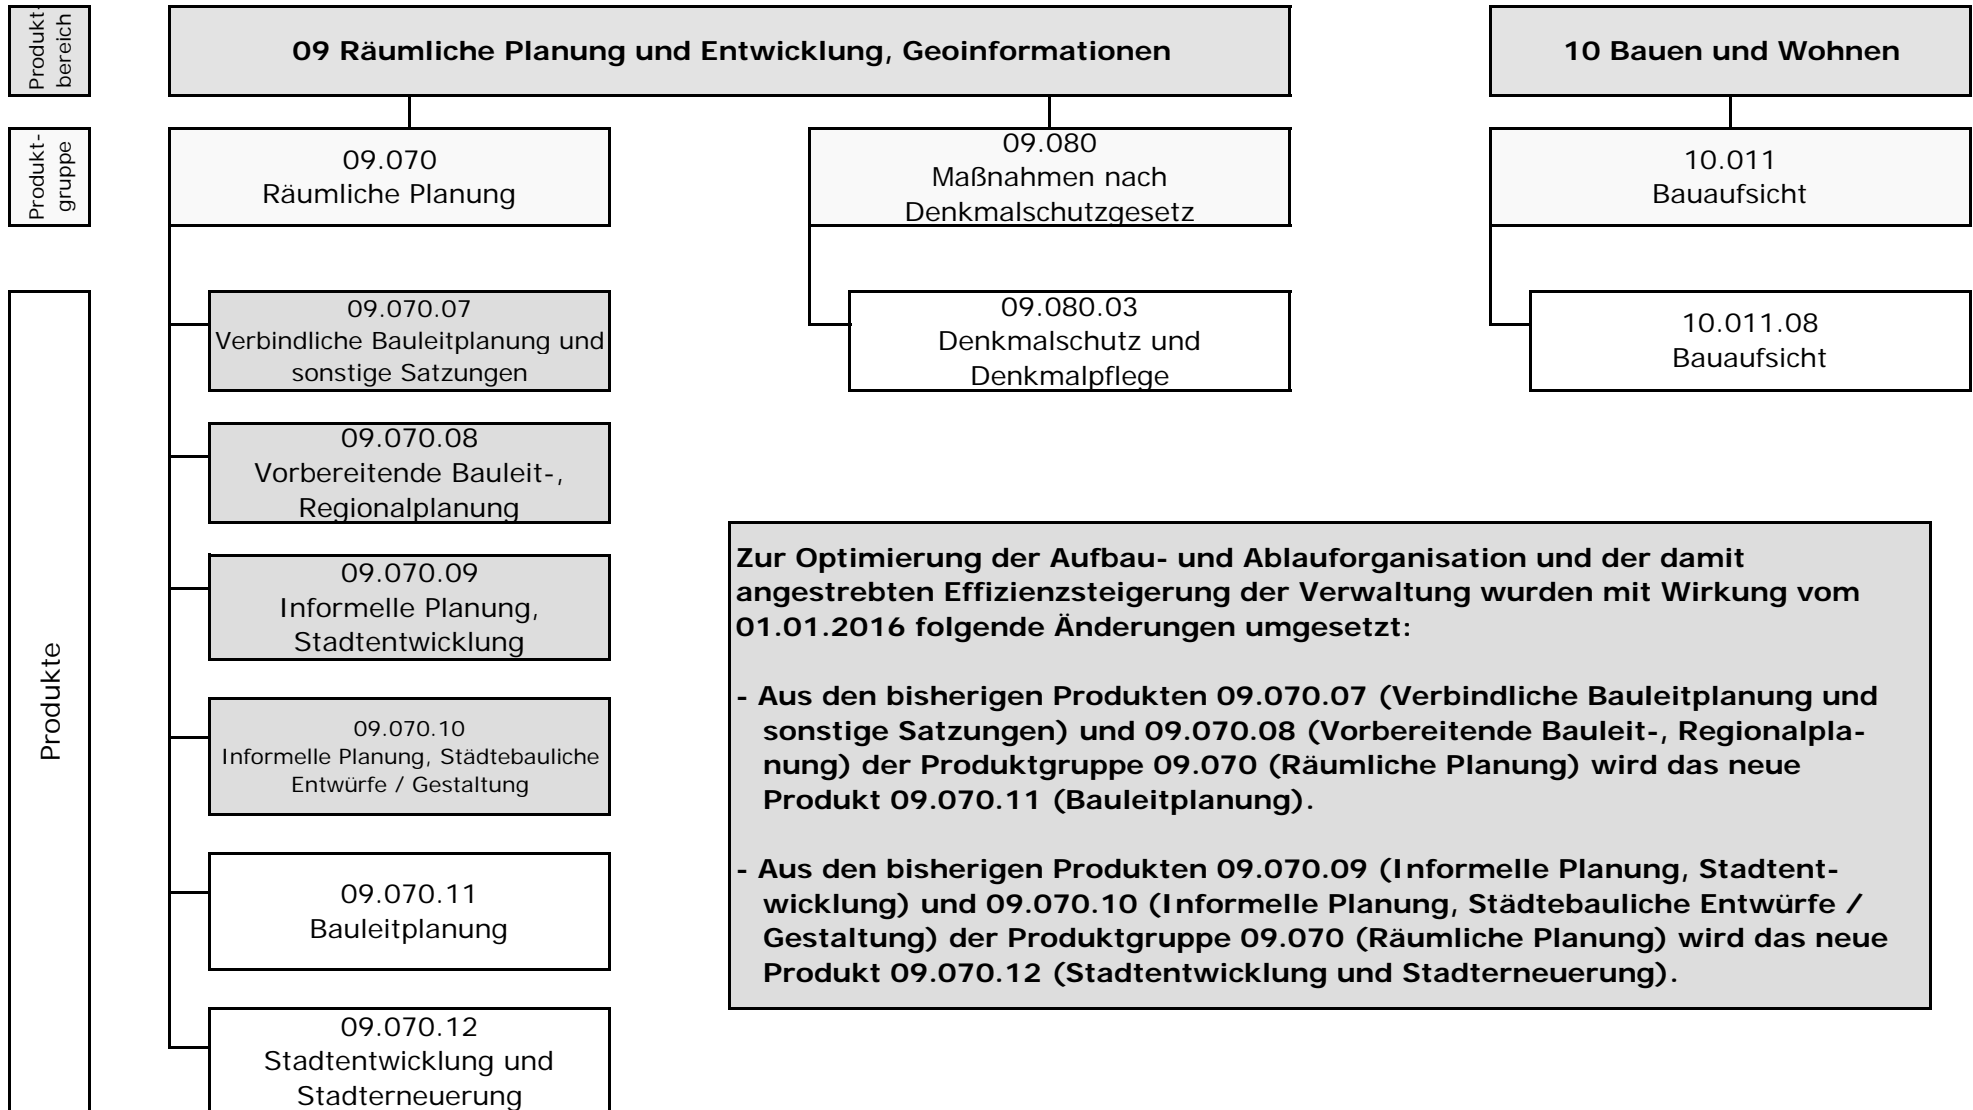 Produkt-
bereich
09 Räumliche Planung und Entwicklung, Geoinformationen
10 Bauen und Wohnen
Produkt-
gruppe
09.070
Räumliche Planung
09.080
Maßnahmen nach
Denkmalschutzgesetz
10.011
Bauaufsicht
Produkte
09.070.07
Verbindliche Bauleitplanung und
sonstige Satzungen
09.080.03
Denkmalschutz und
Denkmalpflege
10.011.08
Bauaufsicht
09.070.08
Vorbereitende Bauleit-,
Regionalplanung
09.070.09
Informelle Planung,
Stadtentwicklung
09.070.10
Informelle Planung, Städtebauliche
Entwürfe / Gestaltung
09.070.11
Bauleitplanung
09.070.12
Stadtentwicklung und
Stadterneuerung
Zur Optimierung der Aufbau- und Ablauforganisation und der damit
angestrebten Effizienzsteigerung der Verwaltung wurden mit Wirkung vom
01.01.2016 folgende Änderungen umgesetzt:
- Aus den bisherigen Produkten 09.070.07 (Verbindliche Bauleitplanung und
sonstige Satzungen) und 09.070.08 (Vorbereitende Bauleit-, Regionalpla-
nung) der Produktgruppe 09.070 (Räumliche Planung) wird das neue
Produkt 09.070.11 (Bauleitplanung).
- Aus den bisherigen Produkten 09.070.09 (Informelle Planung, Stadtent-
wicklung) und 09.070.10 (Informelle Planung, Städtebauliche Entwürfe /
Gestaltung) der Produktgruppe 09.070 (Räumliche Planung) wird das neue
Produkt 09.070.12 (Stadtentwicklung und Stadterneuerung).